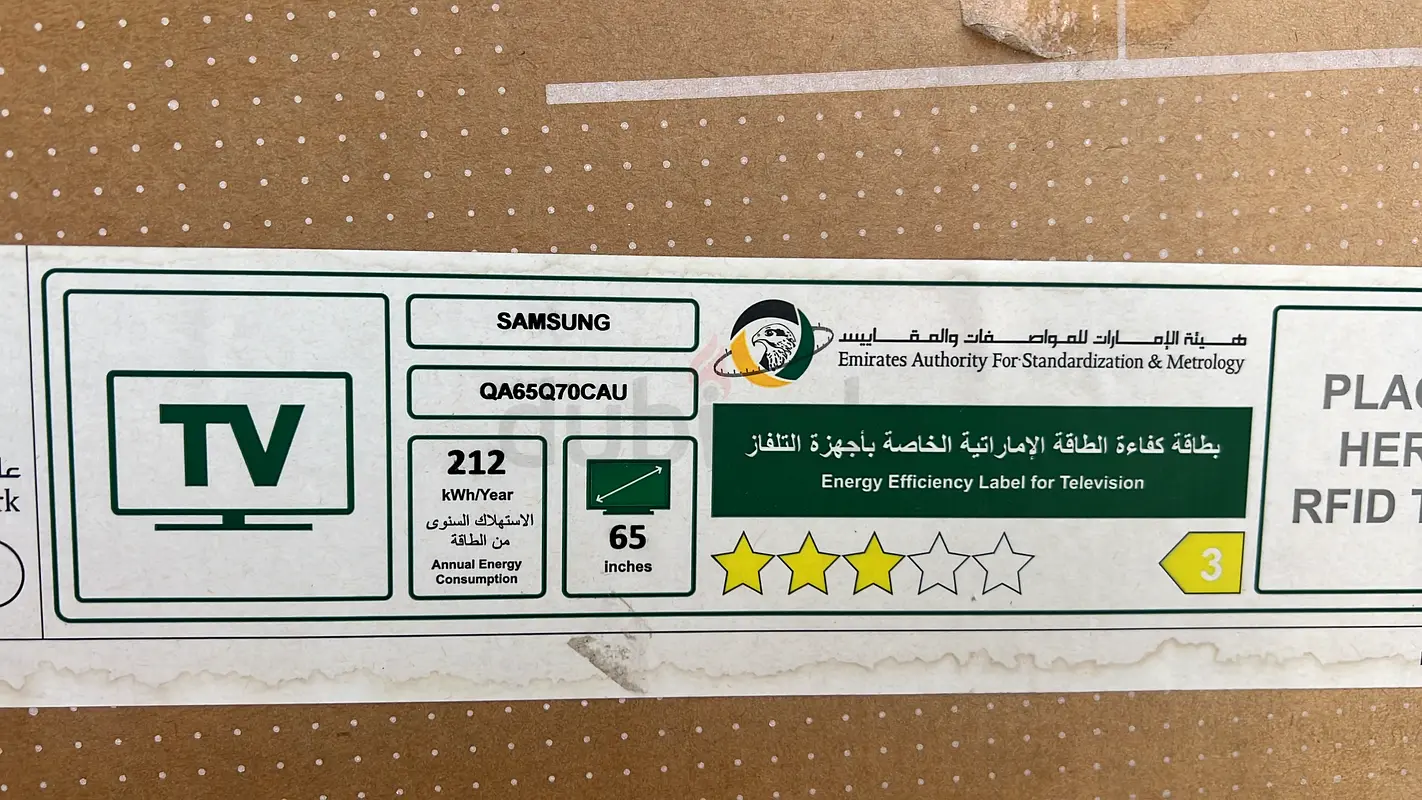 TV
SAMSUNG
QA65Q70CAU
212
kWh/Year
الاستهلاك السنوى
من الطاقة
Annual Energy
Consumption
65
inches
هيئة الإمارات للمواصفات والمقاييس
Emirates Authority For Standardization & Metrology
بطاقة كفاءة الطاقة الإماراتية الخاصة بأجهزة التلفاز
Energy Efficiency Label for Television
3
HER
RFID T